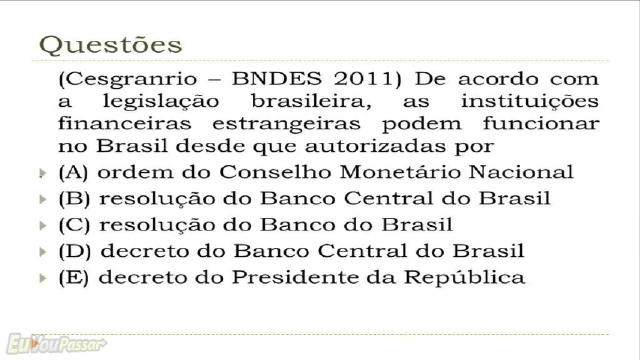 Questões
(Cesgranrio – BNDES 2011) De acordo com
a legislação brasileira, as instituições
financeiras estrangeiras podem funcionar
no Brasil desde que autorizadas por
(A) ordem do Conselho Monetário Nacional
(B) resolução do Banco Central do Brasil
(C) resolução do Banco do Brasil
(D) decreto do Banco Central do Brasil
(E) decreto do Presidente da República
EuVouPassar